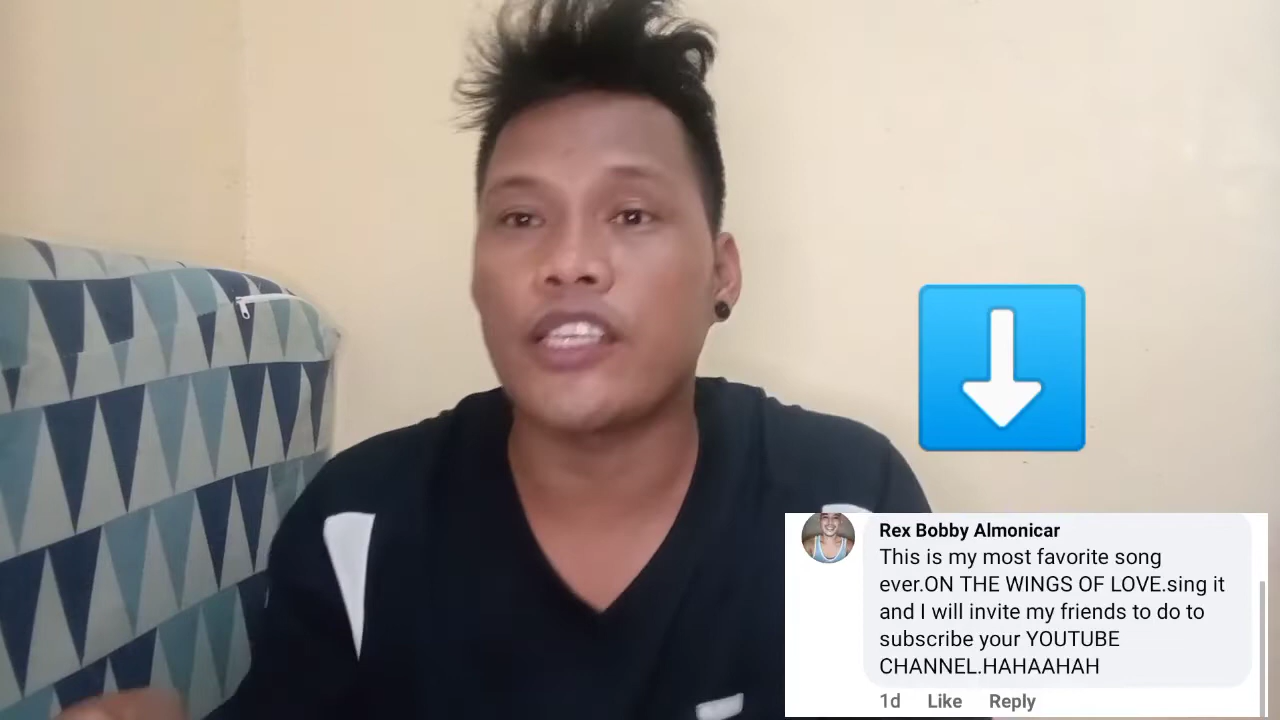 Rex Bobby Almonicar
This is my most favorite song
ever.ON THE WINGS OF LOVE.sing it
and I will invite my friends to do to
subscribe your YOUTUBE
CHANNEL.HAHAAHAH
1d Like Reply